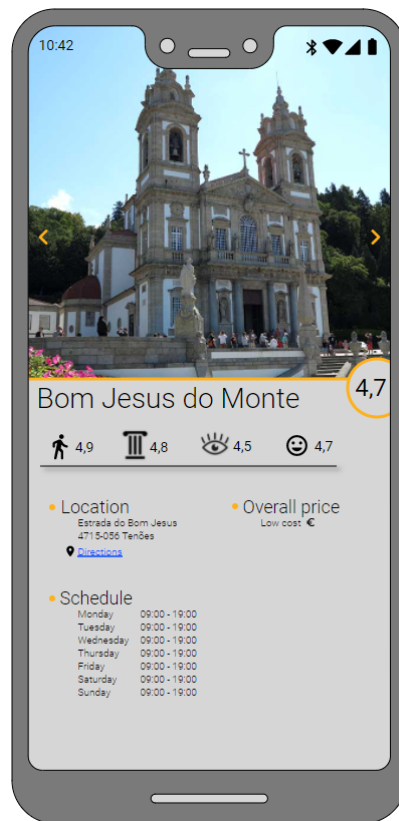 10:42
4,7
Bom Jesus do Monte
4,9 4,8 4,5 4,7
Location
Estrada do Bom Jesus
4715-056 Tenões
Directions
Overall price
Low cost €
Schedule
Monday 09:00 - 19:00
Tuesday 09:00 - 19:00
Wednesday 09:00 - 19:00
Thursday 09:00 - 19:00
Friday 09:00 - 19:00
Saturday 09:00 - 19:00
Sunday 09:00 - 19:00